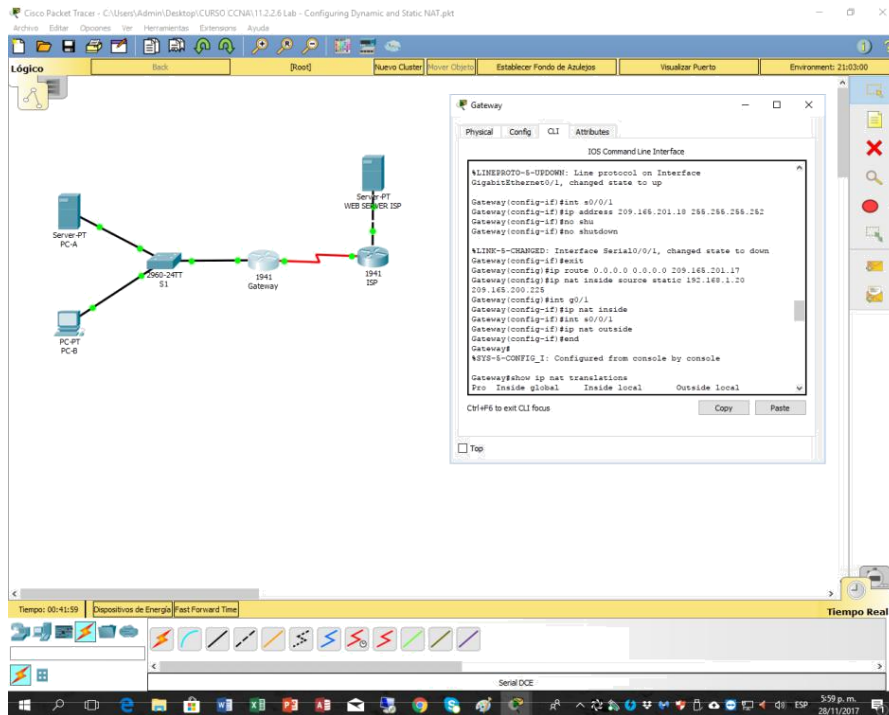 Cisco Packet Tracer - C:\Users\Admin\Desktop\CURSO CCNA\11.2.2.6 Lab - Configuring Dynamic and Static NAT.pkt
Archivo Editar Opciones Ver Herramientas Extensions Ayuda
Lógico
Back
[Root]
Nuevo Cluster
Mover Objeto
Establecer Fondo de Azulejos
Visualizar Puerto
Environment: 21:03:00
Server-PT
PC-A
2960-24TT
S1
PC-PT
PC-B
1941
Gateway
Server-PT
WEB SERVER ISP
1941
ISP
Gateway
Physical Config CLI Attributes
IOS Command Line Interface
%LINEPROTO-5-UPDOWN: Line protocol on Interface
GigabitEthernet0/1, changed state to up
Gateway(config-if)#int s0/0/1
Gateway(config-if)#ip address 209.165.201.18 255.255.255.252
Gateway(config-if)#no shu
Gateway(config-if)#no shutdown
%LINK-5-CHANGED: Interface Serial0/0/1, changed state to down
Gateway(config-if)#exit
Gateway(config)#ip route 0.0.0.0 0.0.0.0 209.165.201.17
Gateway(config)#ip nat inside source static 192.168.1.20
209.165.200.225
Gateway(config)#int g0/1
Gateway(config-if)#ip nat inside
Gateway(config-if)#int s0/0/1
Gateway(config-if)#ip nat outside
Gateway(config-if)#end
Gateway#
%SYS-5-CONFIG_I: Configured from console by console
Gateway#show ip nat translations
Pro Inside global Inside local Outside local
Ctrl+F6 to exit CLI focus
Copy
Paste
Top
Tiempo: 00:41:59
Dispositivos de Energía
Fast Forward Time
Tiempo Real
Serial DCE
ESP
5:59 p. m.
28/11/2017